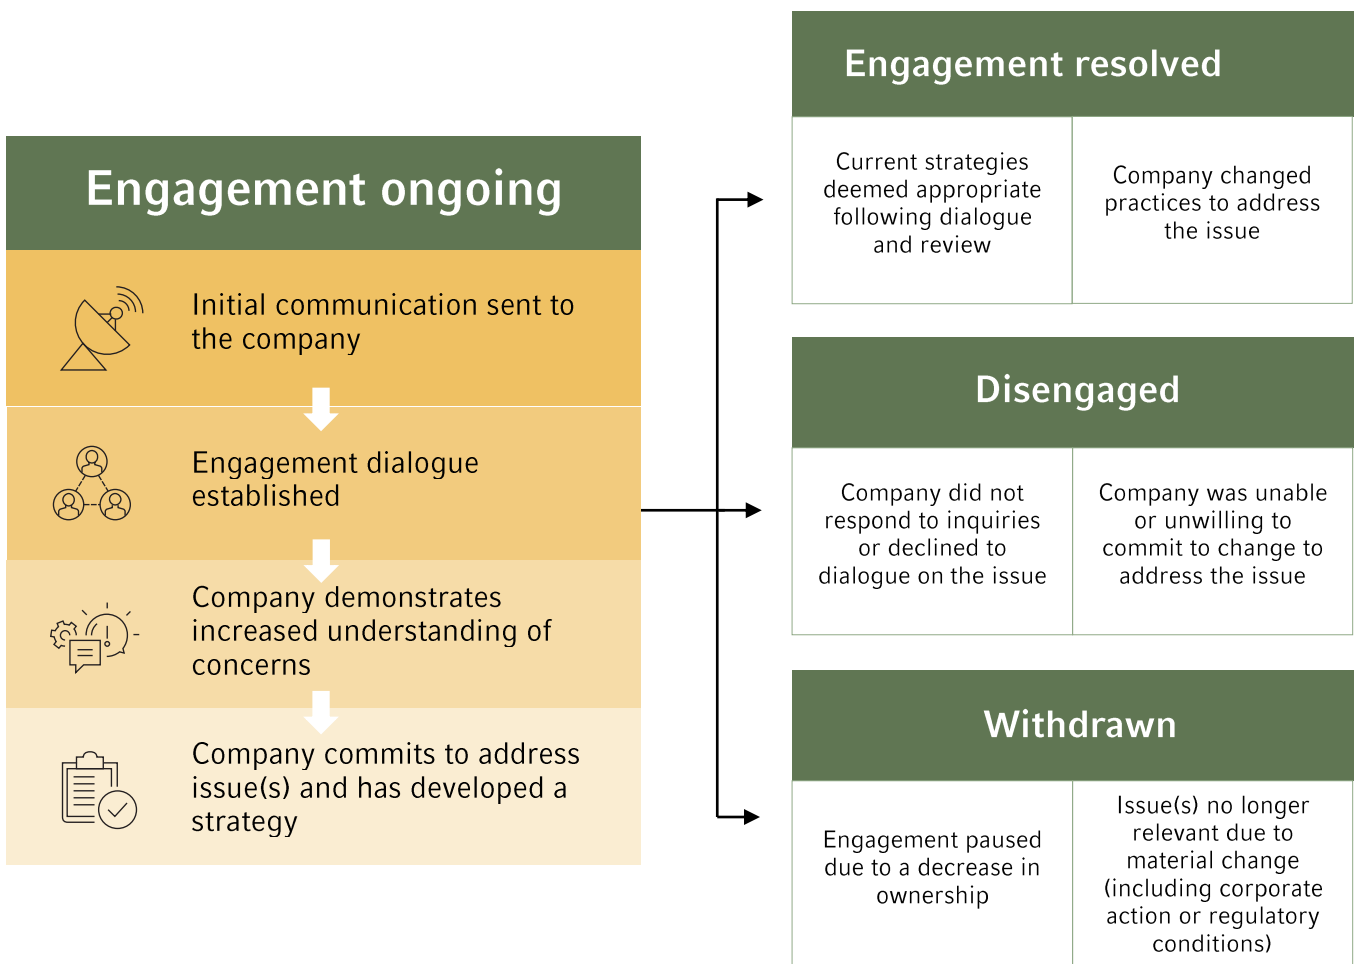 Engagement ongoing
Initial communication sent to
the company
Engagement dialogue
established
Company demonstrates
increased understanding of
concerns
Company commits to address
issue(s) and has developed a
strategy
Engagement resolved
Current strategies
deemed appropriate
following dialogue
and review
Company changed
practices to address
the issue
Disengaged
Company did not
respond to inquiries
or declined to
dialogue on the issue
Company was unable
or unwilling to
commit to change to
address the issue
Withdrawn
Engagement paused
due to a decrease in
ownership
Issue(s) no longer
relevant due to
material change
(including corporate
action or regulatory
conditions)